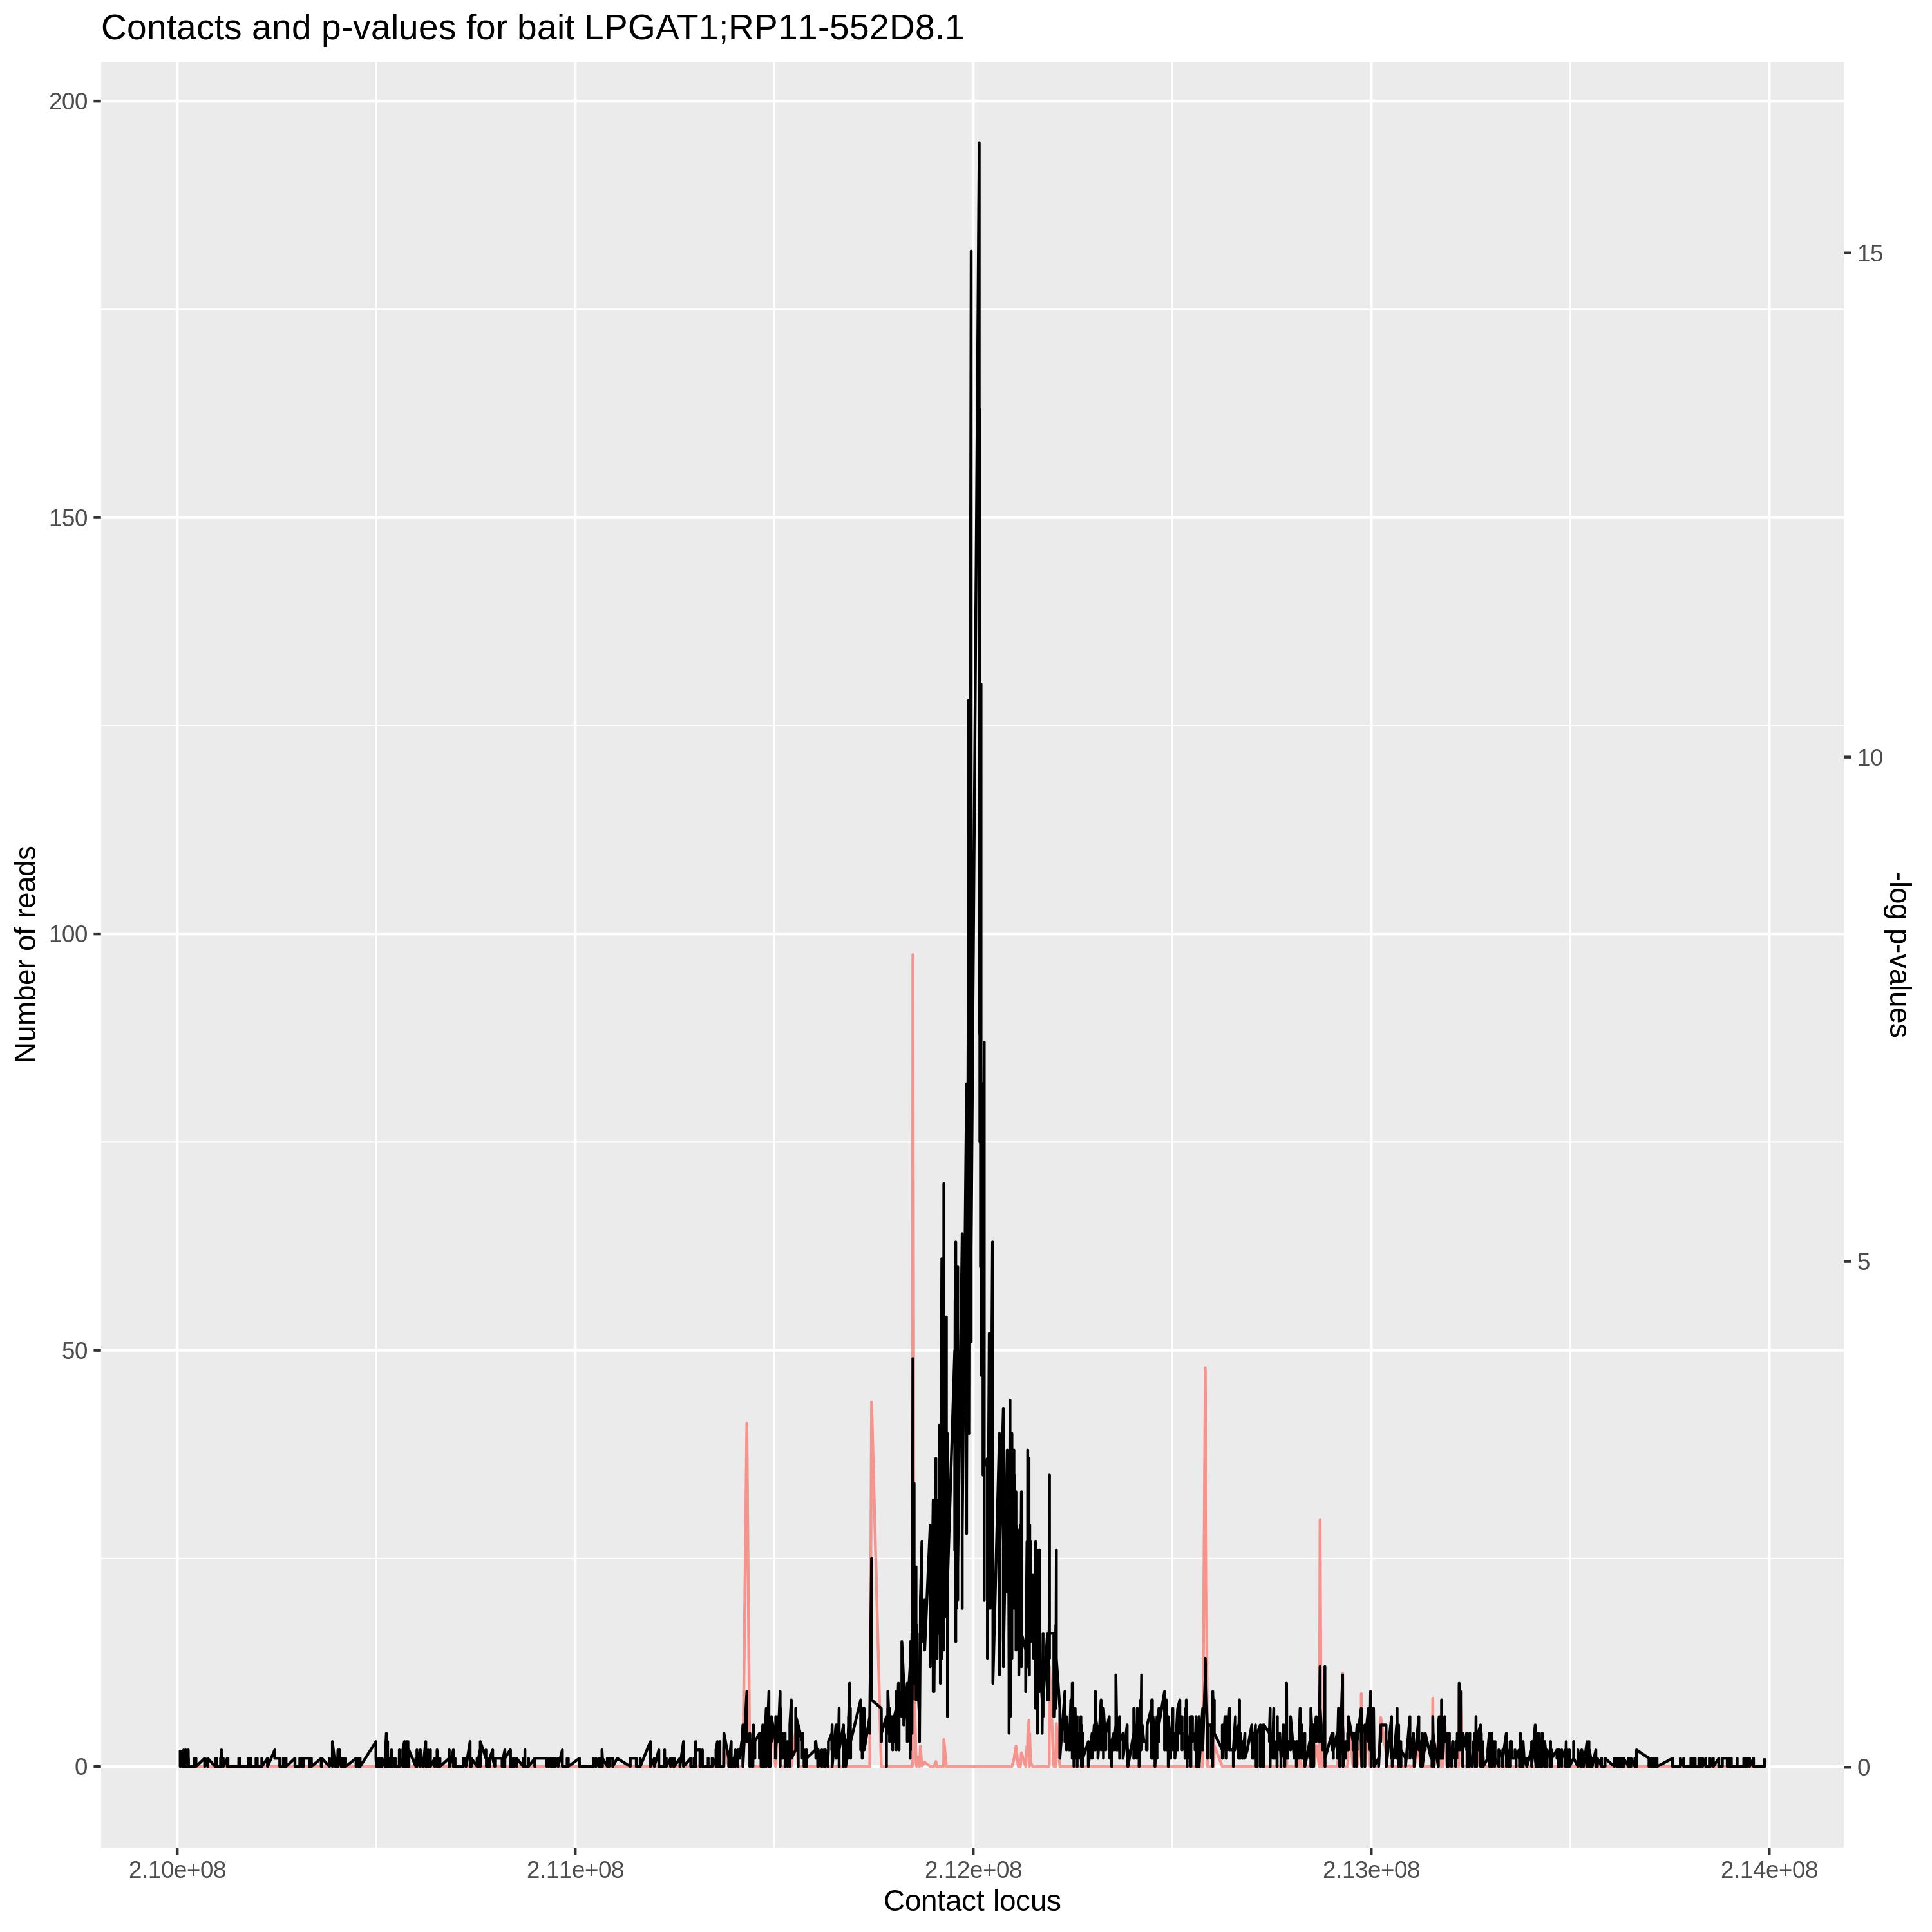 Contacts and p-values for bait LPGAT1;RP11-552D8.1
200
150
100
50
0
Number of reads
15
10
5
0
-log p-values
2.10e+08
2.11e+08
2.12e+08
2.13e+08
2.14e+08
Contact locus